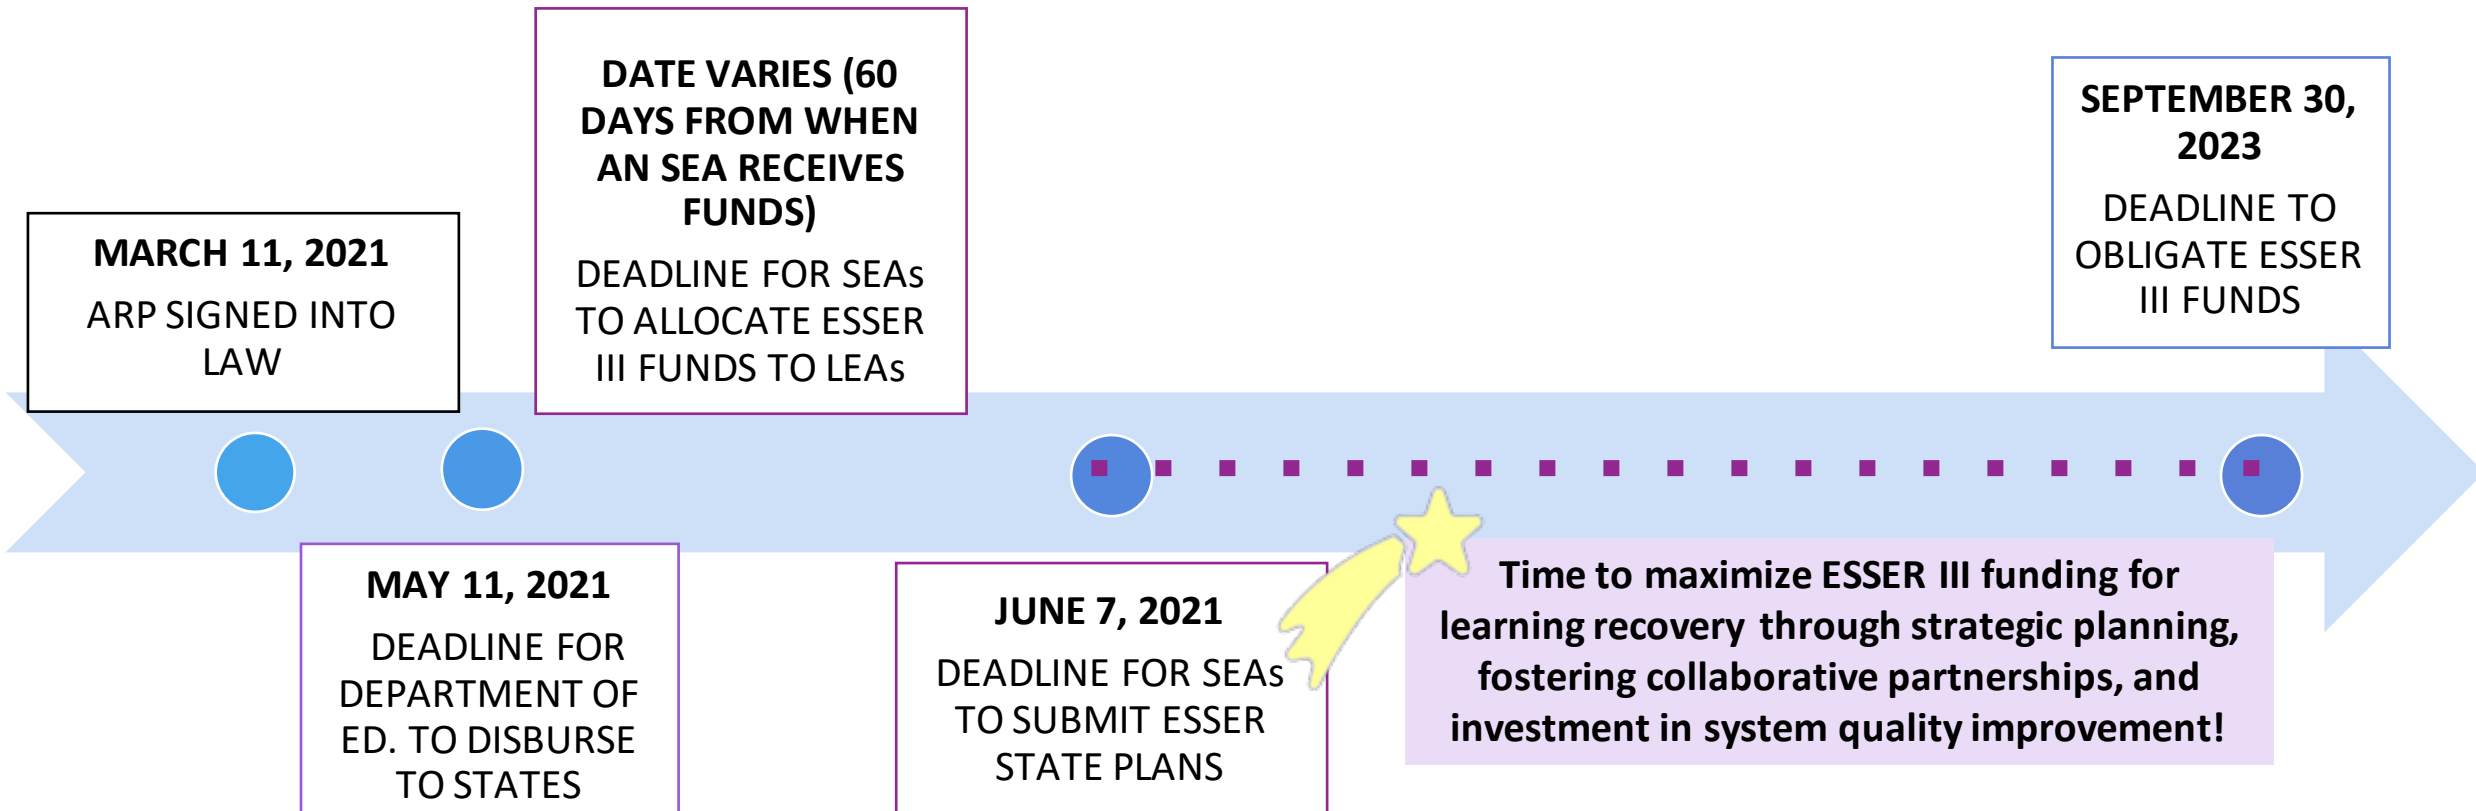 MARCH 11, 2021
ARP SIGNED INTO
LAW
MAY 11, 2021
DEADLINE FOR
DEPARTMENT OF
ED. TO DISBURSE
TO STATES
DATE VARIES (60
DAYS FROM WHEN
AN SEA RECEIVES
FUNDS)
DEADLINE FOR SEAs
TO ALLOCATE ESSER
III FUNDS TO LEAs
JUNE 7, 2021
DEADLINE FOR SEAs
TO SUBMIT ESSER
STATE PLANS
Time to maximize ESSER III funding for
learning recovery through strategic planning,
fostering collaborative partnerships, and
investment in system quality improvement!
SEPTEMBER 30,
2023
DEADLINE TO
OBLIGATE ESSER
III FUNDS